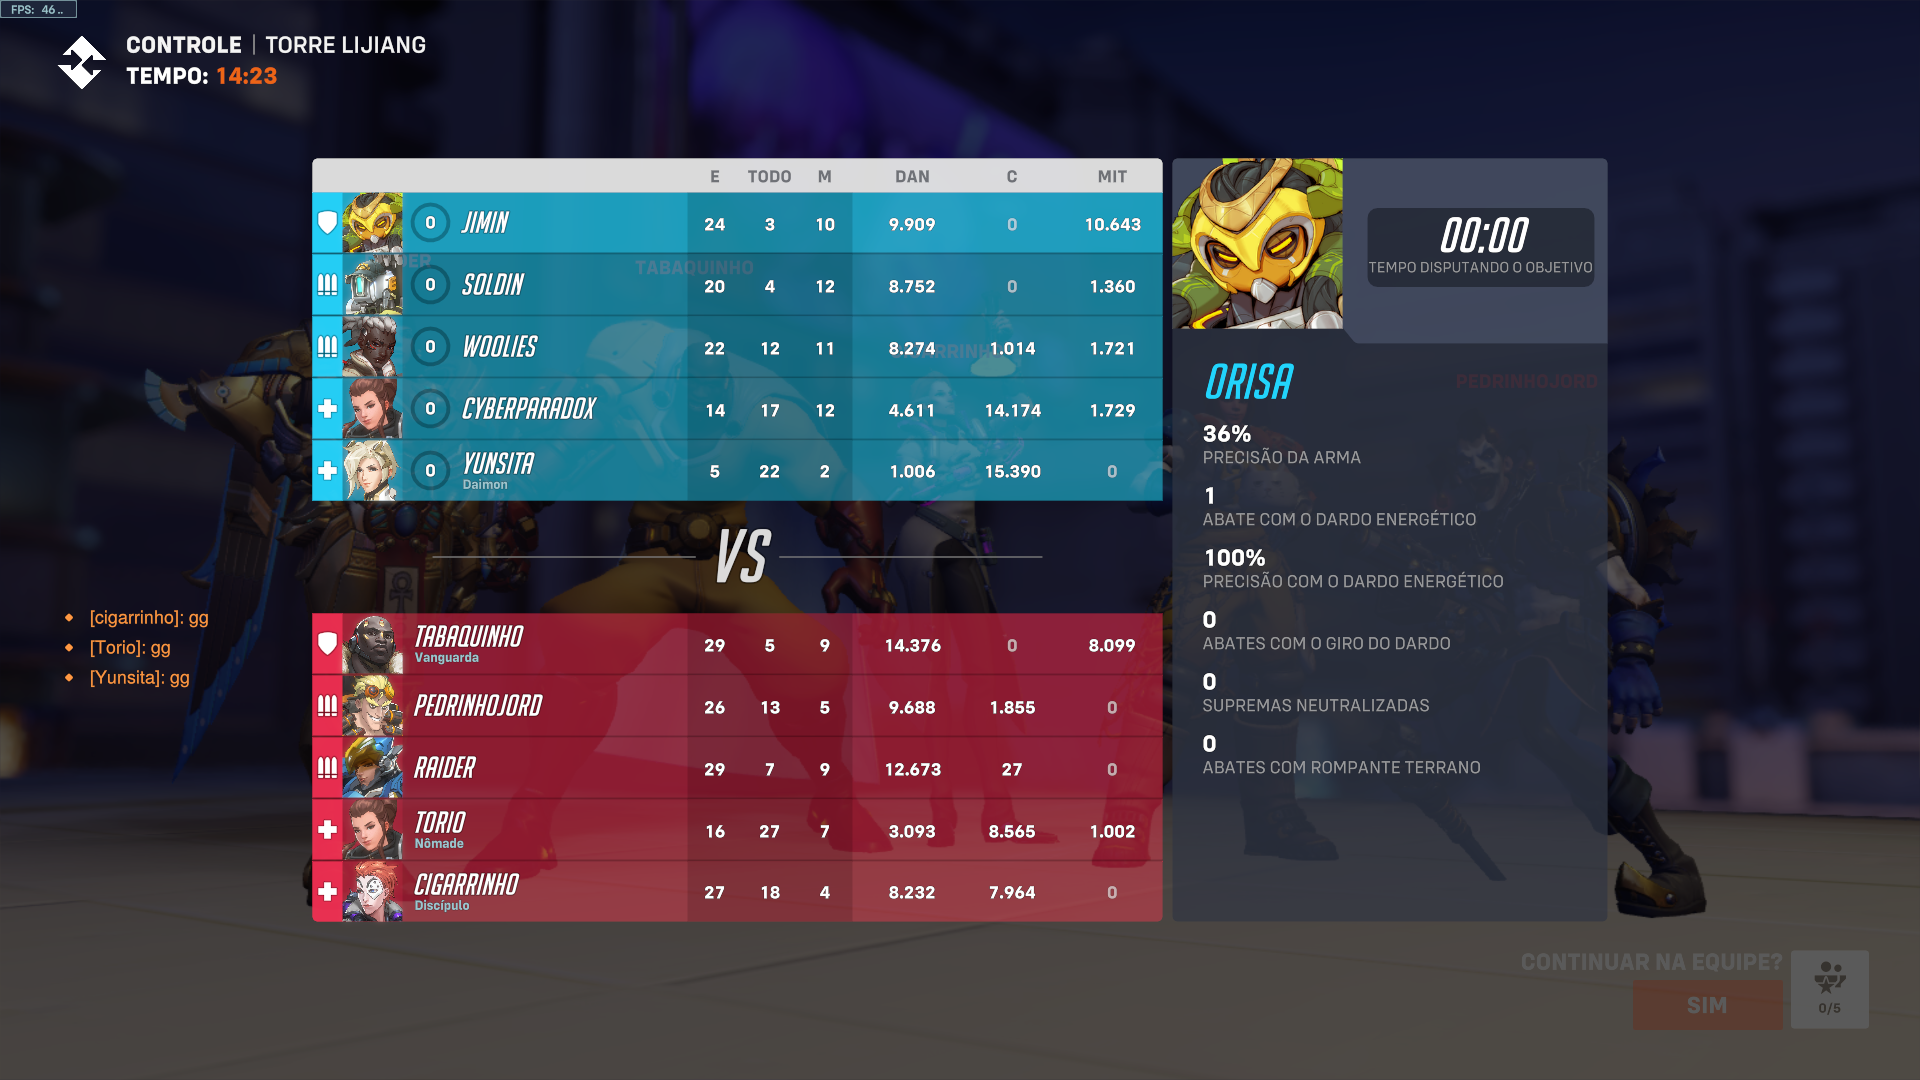 FPS: 46..
CONTROLE | TORRE LIJIANG
TEMPO: 14:23
E TODO M DAN C MIT
0 JIMIN 24 3 10 9.909 0 10.643
0 SOLDIN 20 4 12 8.752 0 1.360
0 WOOLIES 22 12 11 8.274 1.014 1.721
0 CYBERPARADOX 14 17 12 4.611 14.174 1.729
0 YUNSITA 5 22 2 1.006 15.390 0
Daimon
TABAQUINHO
VS
TABAQUINHO 29 5 9 14.376 0 8.099
Vanguarda
PEDRINHOJORD 26 13 5 9.688 1.855 0
RAIDER 29 7 9 12.673 27 0
TORIO 16 27 7 3.093 8.565 1.002
Nômade
CIGARRINHO 27 18 4 8.232 7.964 0
Discípulo
[cigarrinho]: gg
[Torio]: gg
[Yunsita]: gg
00:00
TEMPO DISPUTANDO O OBJETIVO
ORISA
PEDRINHOJORD
36%
PRECISÃO DA ARMA
1
ABATE COM O DARDO ENERGÉTICO
100%
PRECISÃO COM O DARDO ENERGÉTICO
0
ABATES COM O GIRO DO DARDO
0
SUPREMAS NEUTRALIZADAS
0
ABATES COM ROMPANTE TERRANO
CONTINUAR NA EQUIPE?
SIM
0/5